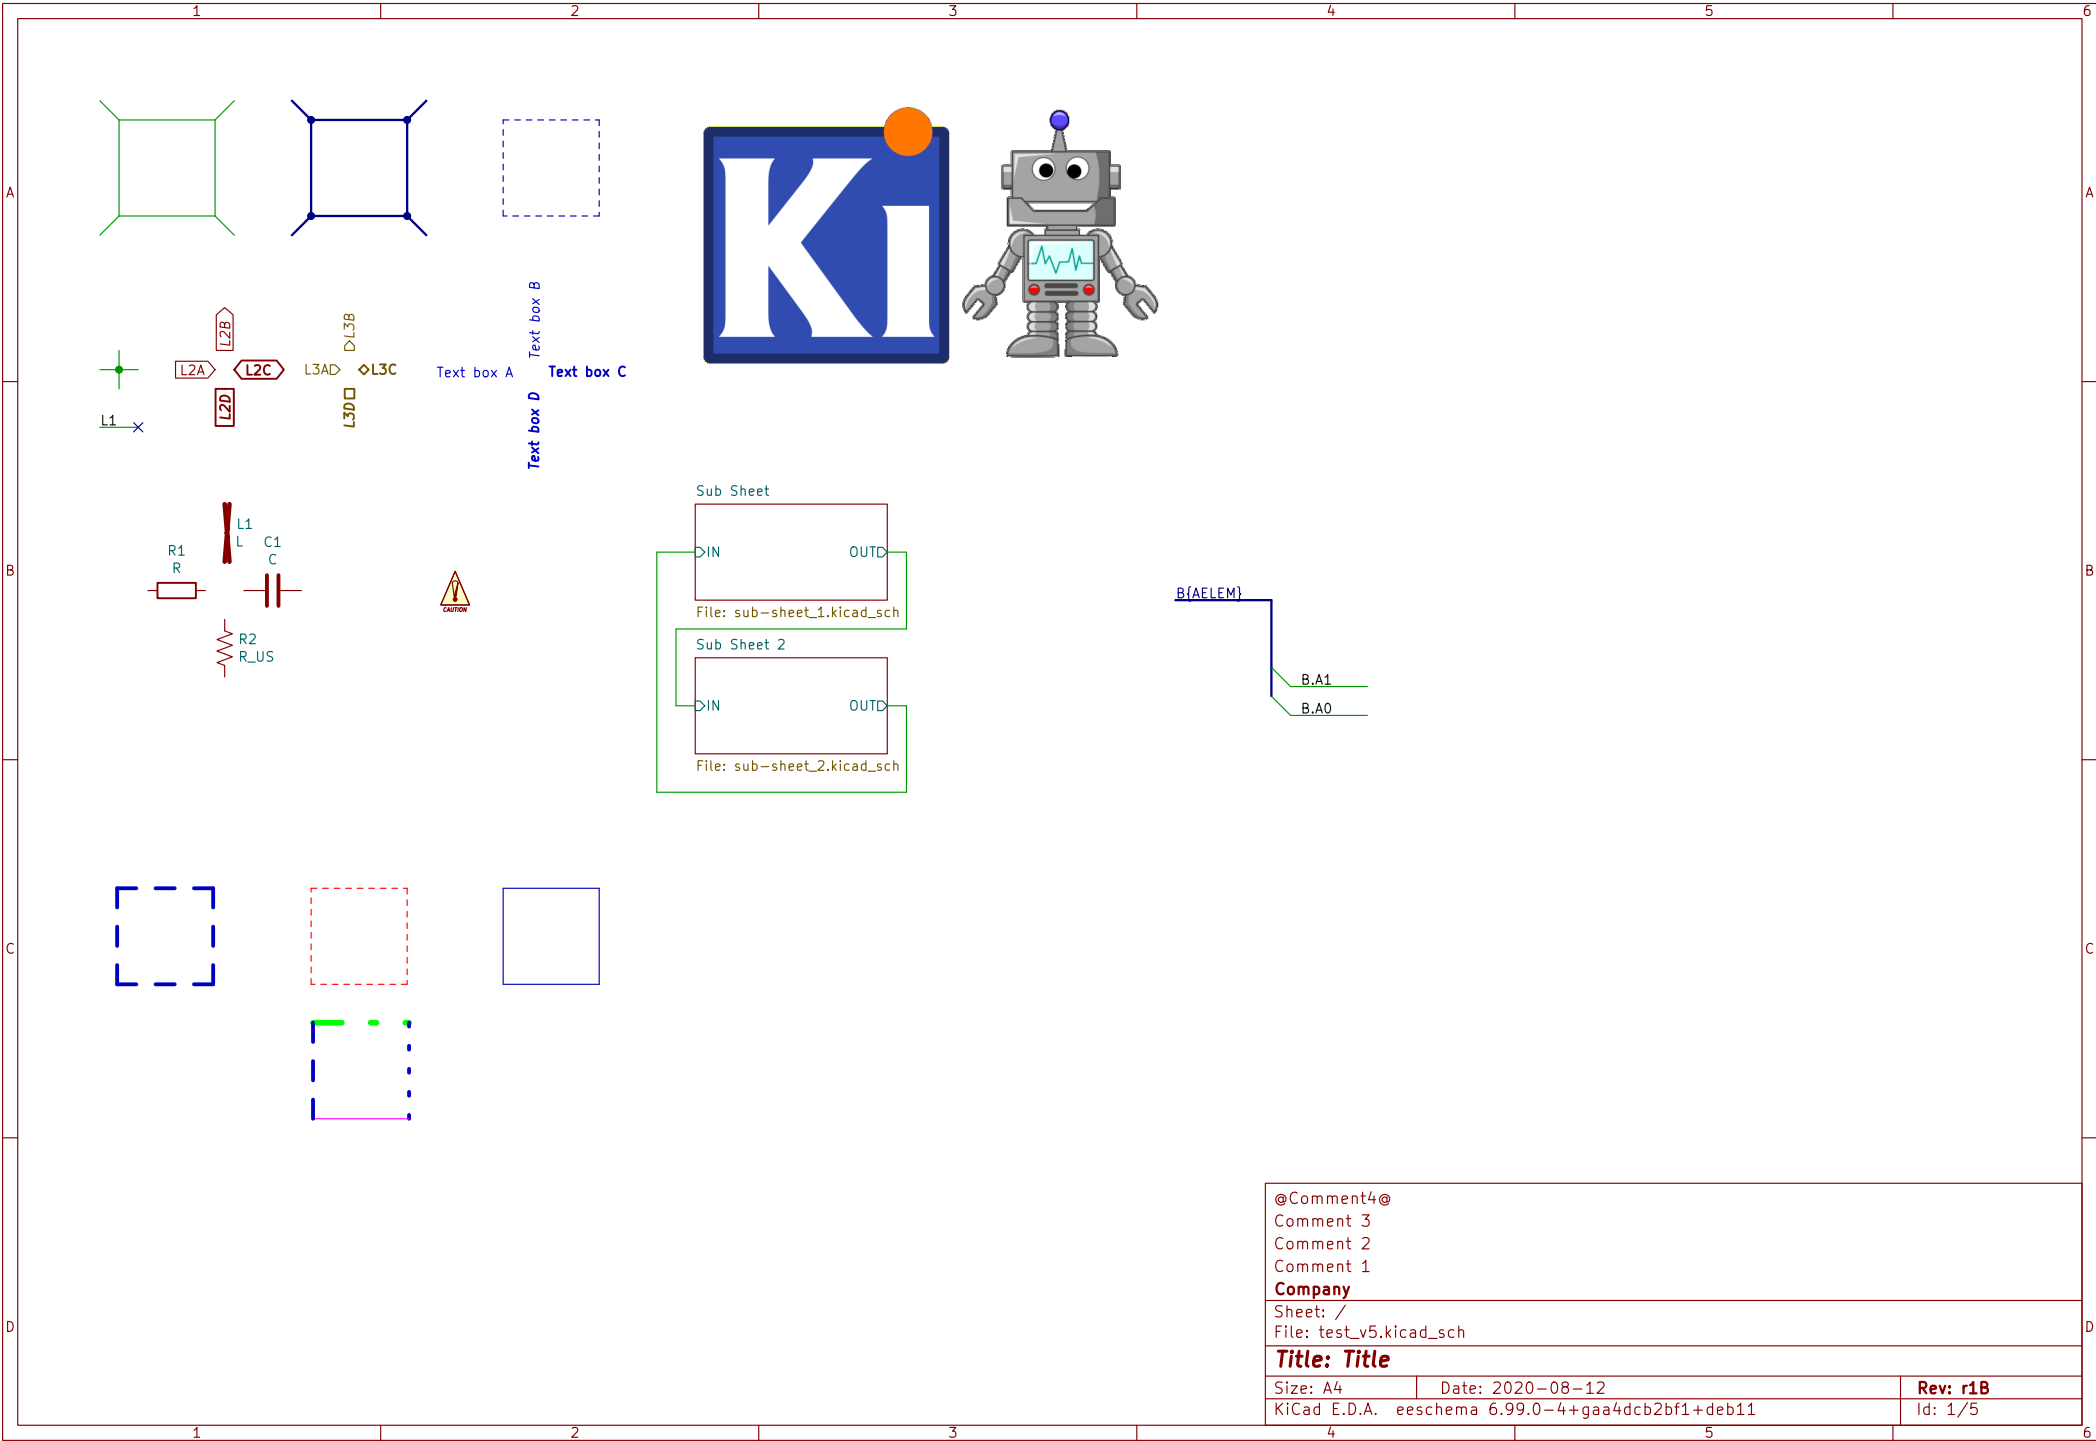 1 2 3 4 5 6
A A
Ki
L2B
L3B
Text box B
L2A L2C
L3A L3C
Text box A Text box C
L2D
L3D
Text box D
L1
Sub Sheet
L1
L
C1
C
R1
R
IN OUT
B B
CAUTION
B{AELEM}
File: sub-sheet_1.kicad_sch
R2
R_US
Sub Sheet 2
B.A1
IN OUT
B.A0
File: sub-sheet_2.kicad_sch
C C
@Comment4@
Comment 3
Comment 2
Comment 1
Company
Sheet: /
File: test_v5.kicad_sch
D D
Title: Title
Size: A4 Date: 2020-08-12 Rev: r1B
KiCad E.D.A. eeschema 6.99.0-4+gaa4dcb2bf1+deb11 Id: 1/5
1 2 3 4 5 6